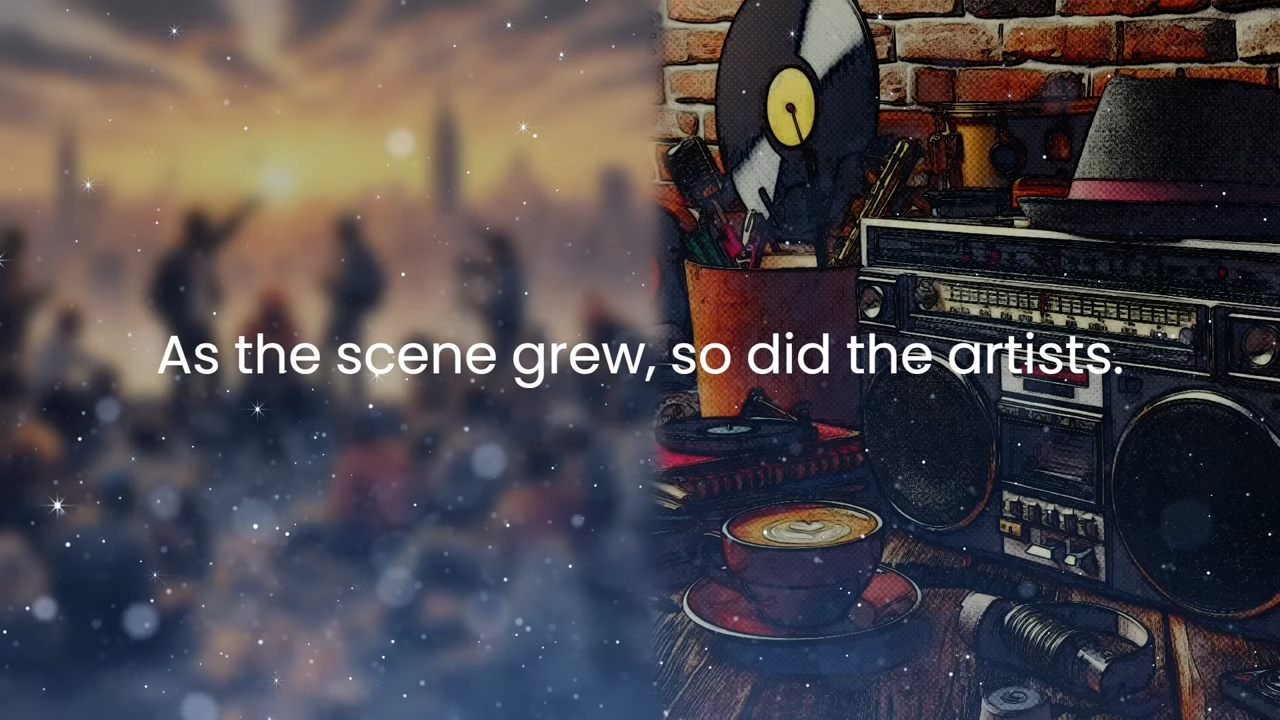 As the scene grew, so did the artists.